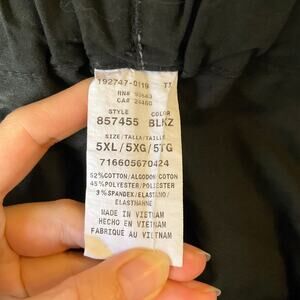 192747-0119 TT
RN# 90663
CA# 24460
STYLE COLOR
857455 BLKZ
SIZE/TALLA/TAILLE
5XL/5XG/5TG
716605670424
52%COTTON/ALGODON/COTON
45%POLYESTER/POLIESTER/
3%SPANDEX/ELASTANO/
ELASTHANNE
MADE IN VIETNAM
HECHO EN VIETNAM
FABRIQUE AU VIETNAM